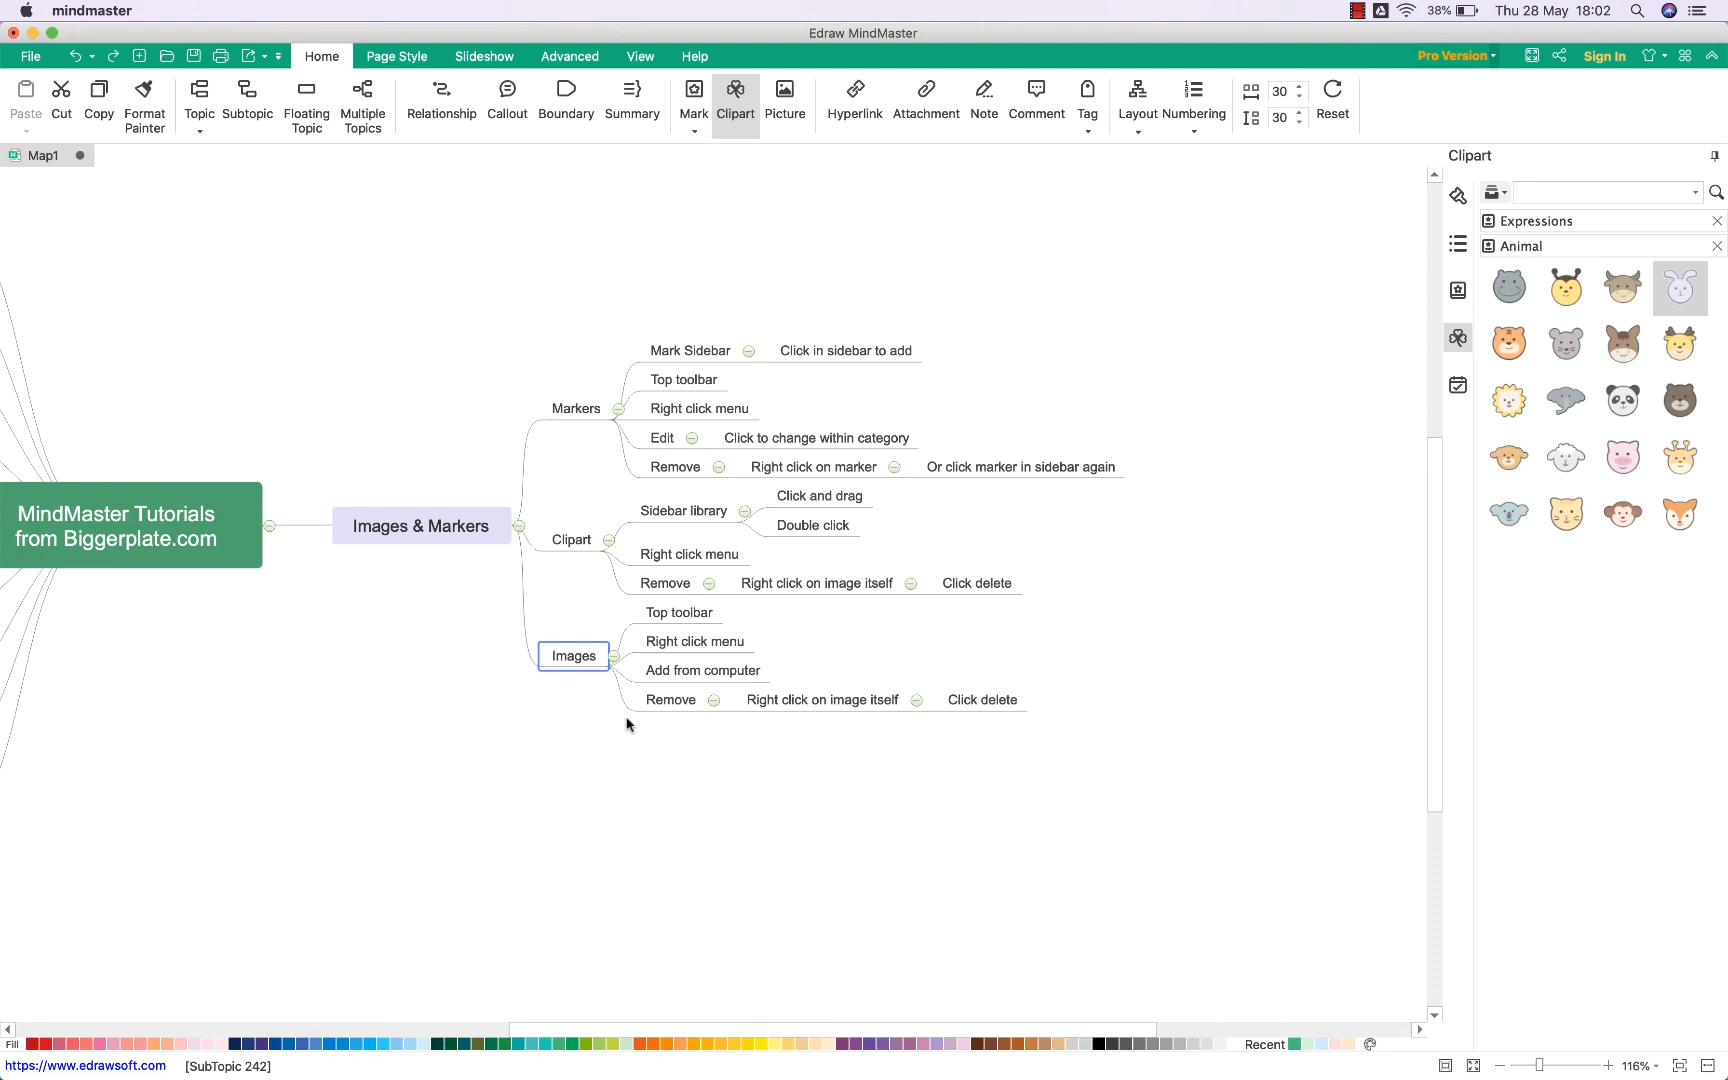 mindmaster
38%
Thu 28 May 18:02
Edraw MindMaster
File
Home
Page Style
Slideshow
Advanced
View
Help
Pro Version
Sign In
Paste
Cut
Copy
Format
Painter
Topic
Subtopic
Floating
Topic
Multiple
Topics
Relationship
Callout
Boundary
Summary
Mark
Clipart
Picture
Hyperlink
Attachment
Note
Comment
Tag
Layout
Numbering
30
30
Reset
Map1
Clipart
Expressions
Animal
MindMaster Tutorials
from Biggerplate.com
Images & Markers
Markers
Mark Sidebar
Click in sidebar to add
Top toolbar
Right click menu
Edit
Click to change within category
Remove
Right click on marker
Or click marker in sidebar again
Clipart
Sidebar library
Click and drag
Double click
Right click menu
Remove
Right click on image itself
Click delete
Images
Top toolbar
Right click menu
Add from computer
Remove
Right click on image itself
Click delete
Fill
Recent
https://www.edrawsoft.com
[SubTopic 242]
116%